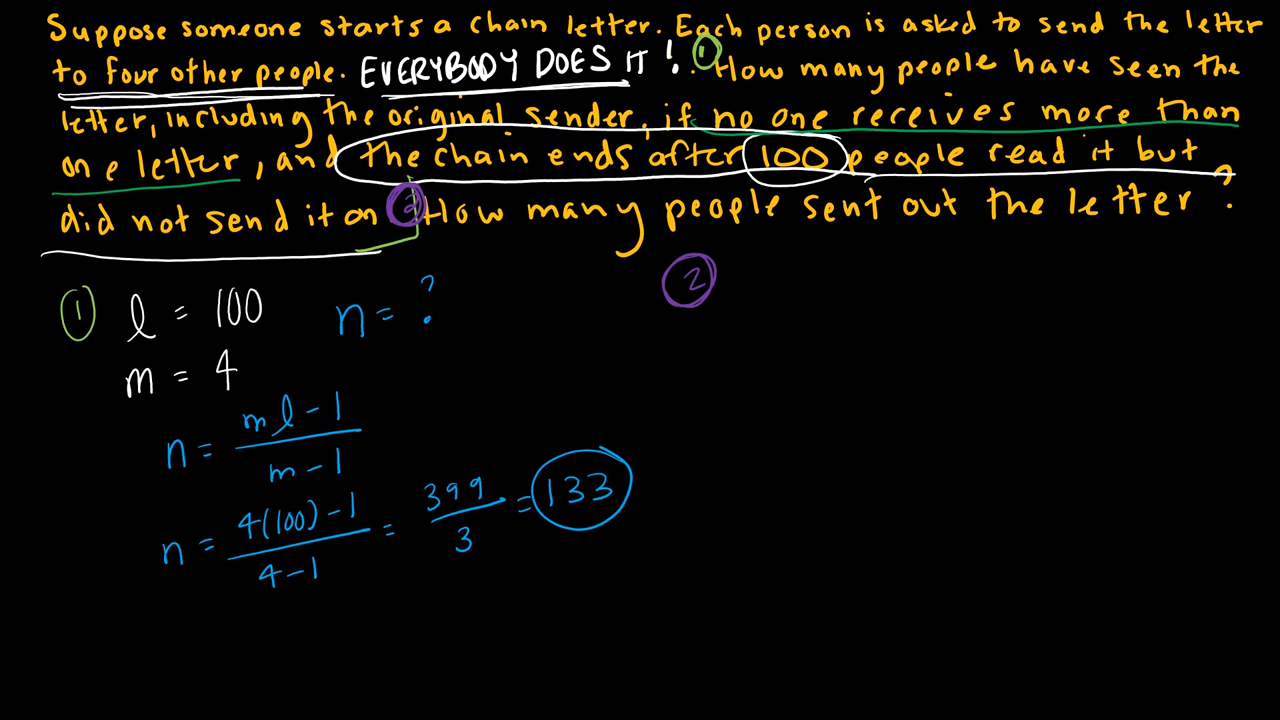 Suppose someone starts a chain letter. Each person is asked to send the letter
to four other people. EVERYBODY DOES IT! ① How many people have seen the
letter, including the original sender, if no one receives more than
one letter, and the chain ends after 100 people read it but
did not send it on ② How many people sent out the letter?
① l = 100 n = ?
②
m = 4
n = (ml - 1)/(m - 1)
n = (4(100) - 1)/(4 - 1) = 399/3 = 133